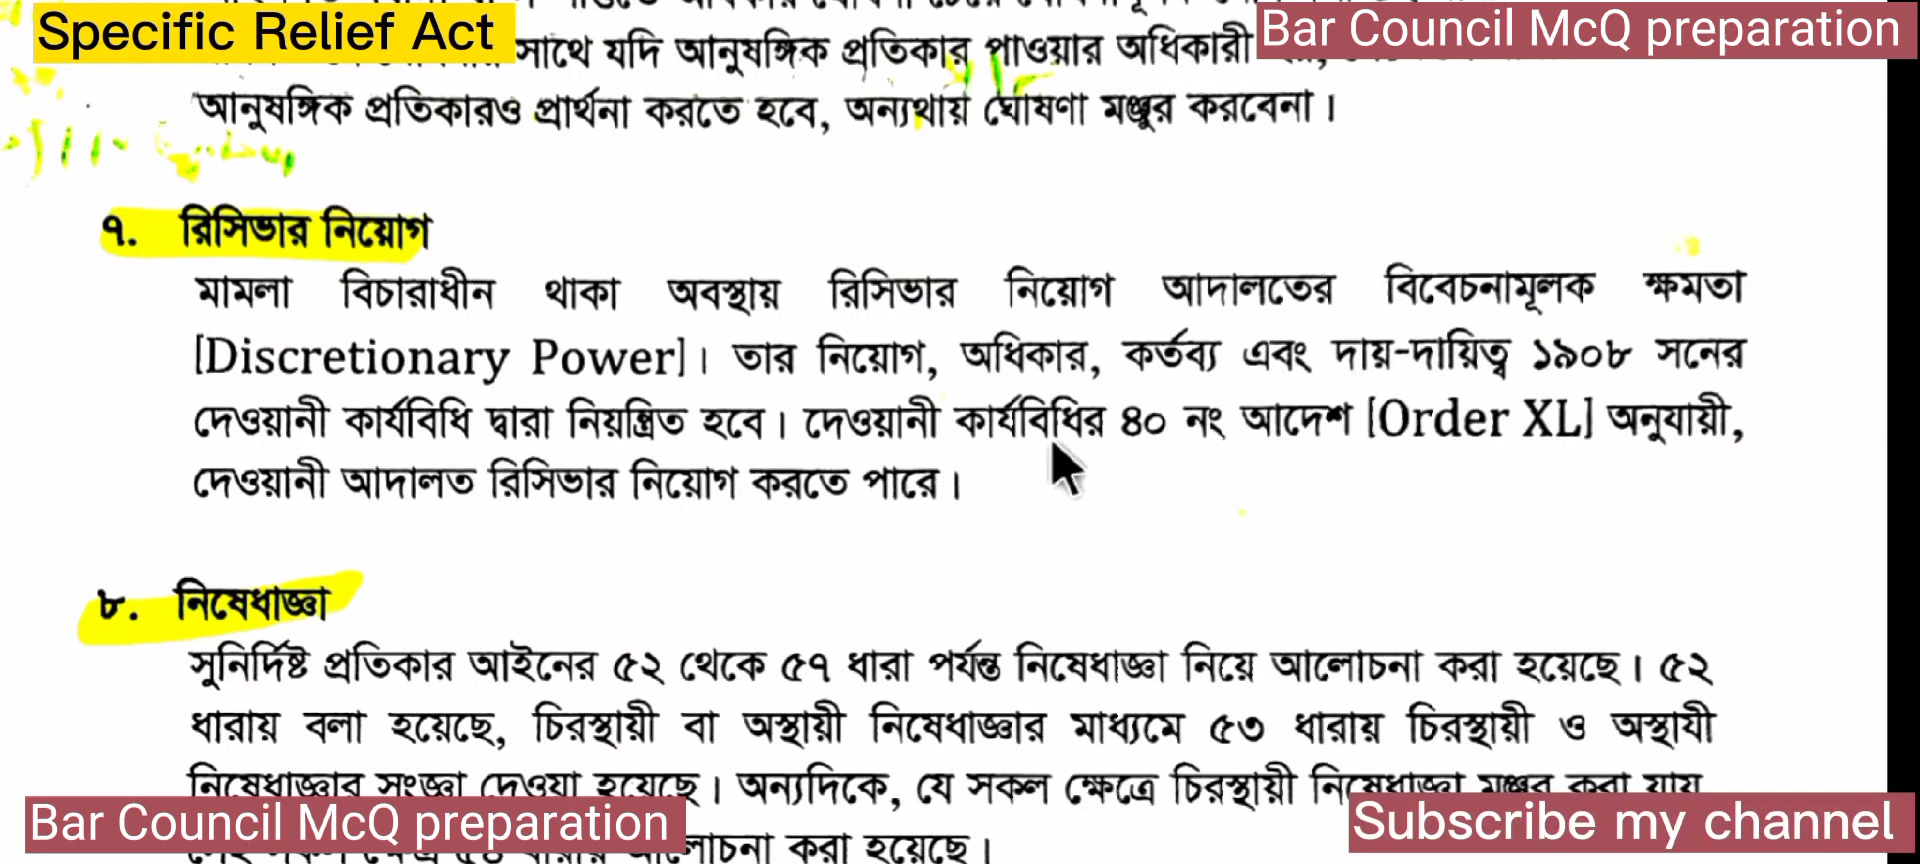 Specific Relief Act
Bar Council McQ preparation
সাথে যদি আনুষঙ্গিক প্রতিকার পাওয়ার অধিকারী
আনুষঙ্গিক প্রতিকারও প্রার্থনা করতে হবে, অন্যথায় ঘোষণা মঞ্জুর করবেনা।
৭. রিসিভার নিয়োগ
মামলা বিচারাধীন থাকা অবস্থায় রিসিভার নিয়োগ আদালতের বিবেচনামূলক ক্ষমতা
[Discretionary Power]। তার নিয়োগ, অধিকার, কর্তব্য এবং দায়-দায়িত্ব ১৯০৮ সনের
দেওয়ানী কার্যবিধি দ্বারা নিয়ন্ত্রিত হবে। দেওয়ানী কার্যবিধির ৪০ নং আদেশ [Order XL] অনুযায়ী,
দেওয়ানী আদালত রিসিভার নিয়োগ করতে পারে।
৮. নিষেধাজ্ঞা
সুনির্দিষ্ট প্রতিকার আইনের ৫২ থেকে ৫৭ ধারা পর্যন্ত নিষেধাজ্ঞা নিয়ে আলোচনা করা হয়েছে। ৫২
ধারায় বলা হয়েছে, চিরস্থায়ী বা অস্থায়ী নিষেধাজ্ঞার মাধ্যমে ৫৩ ধারায় চিরস্থায়ী ও অস্থাযী
নিষেধাজ্ঞার সংজ্ঞা দেওয়া হয়েছে। অন্যদিকে, যে সকল ক্ষেত্রে চিরস্থায়ী নিষেধাজ্ঞা মঞ্জুর করা যায়
Bar Council McQ preparation
Subscribe my channel
করা হয়েছে।